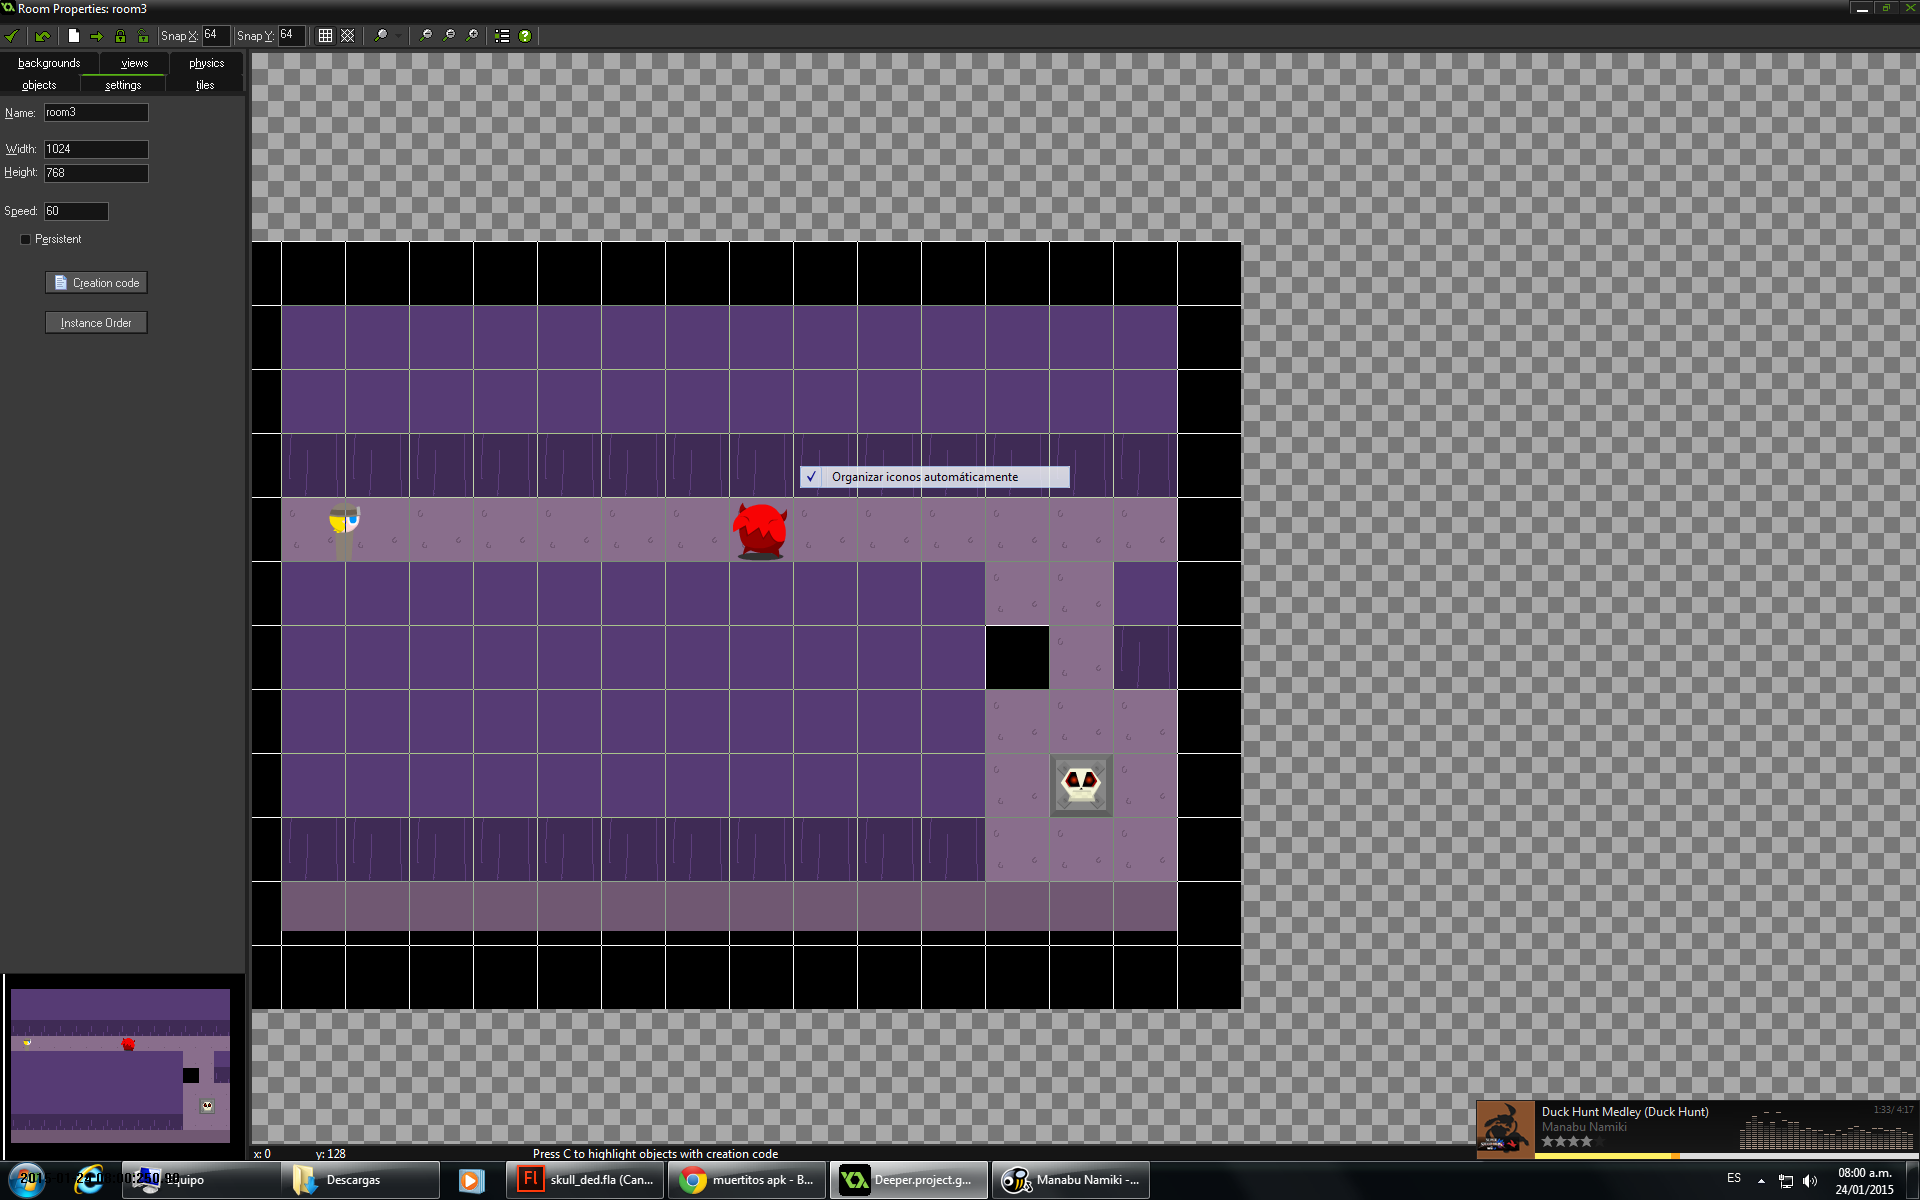 Room Properties: room3
Snap X: 64 Snap Y: 64
backgrounds views physics
objects settings tiles
Name: room3
Width: 1024
Height: 768
Speed: 60
Persistent
Creation code
Instance Order
Organizar iconos automáticamente
Duck Hunt Medley (Duck Hunt)
1:33/ 4:17
Manabu Namiki
x: 0 y: 128 Press C to highlight objects with creation code
Descargas
Fl skull_ded.fla (Can...
muertitos apk - B...
Deeper.project.g...
Manabu Namiki -...
ES
08:00 a.m.
24/01/2015